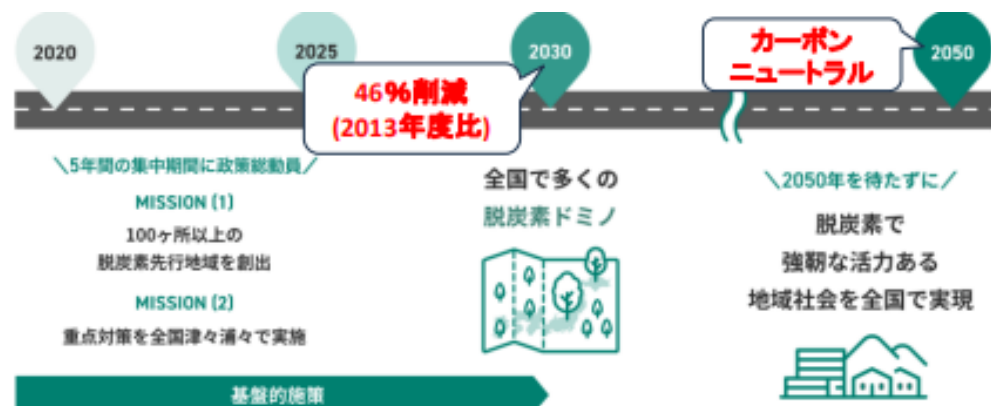 2020
2025
2030
2050
46%削減
(2013年度比)
カーボン
ニュートラル
＼5年間の集中期間に政策総動員／
MISSION (1)
100ヶ所以上の
脱炭素先行地域を創出
MISSION (2)
重点対策を全国津々浦々で実施
基盤的施策
全国で多くの
脱炭素ドミノ
＼2050年を待たずに／
脱炭素で
強靭な活力ある
地域社会を全国で実現